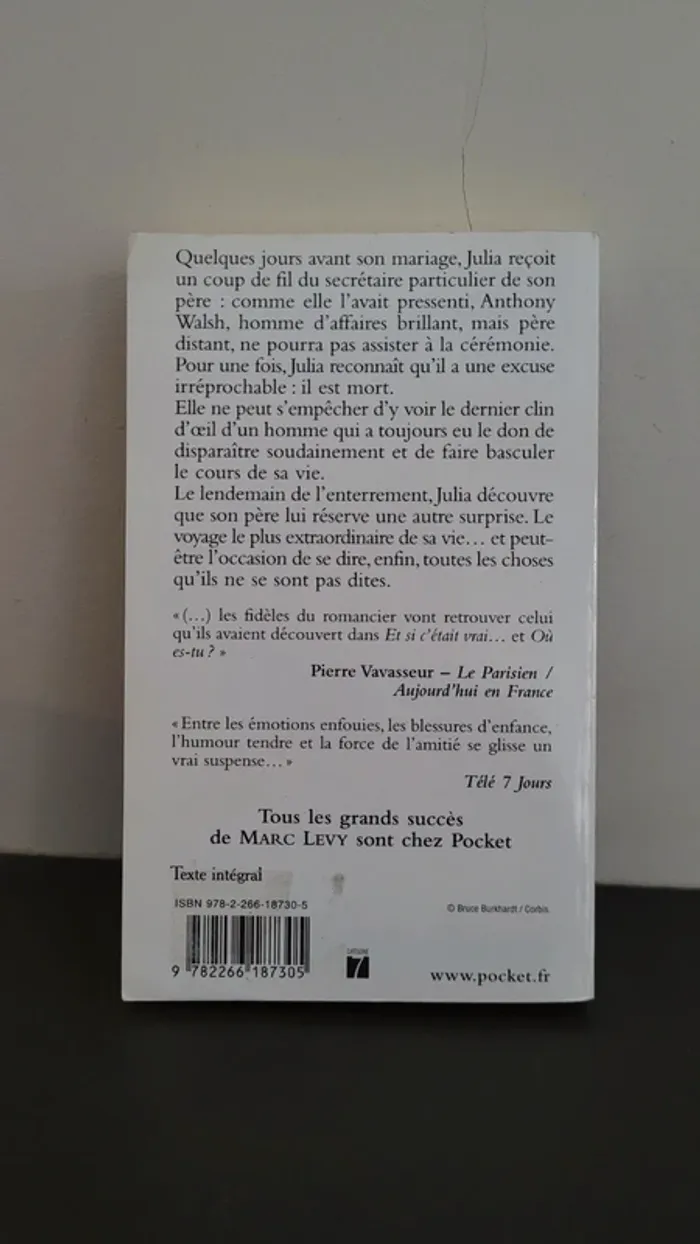 Quelques jours avant son mariage, Julia reçoit
un coup de fil du secrétaire particulier de son
père : comme elle l'avait pressenti, Anthony
Walsh, homme d'affaires brillant, mais père
distant, ne pourra pas assister à la cérémonie.
Pour une fois, Julia reconnaît qu'il a une excuse
irréprochable : il est mort.
Elle ne peut s'empêcher d'y voir le dernier clin
d'œil d'un homme qui a toujours eu le don de
disparaître soudainement et de faire basculer
le cours de sa vie.
Le lendemain de l'enterrement, Julia découvre
que son père lui réserve une autre surprise. Le
voyage le plus extraordinaire de sa vie... et peut-
être l'occasion de se dire, enfin, toutes les choses
qu'ils ne se sont pas dites.
« (...) les fidèles du romancier vont retrouver celui
qu'ils avaient découvert dans Et si c'était vrai... et Où
es-tu ? »
Pierre Vavasseur – Le Parisien /
Aujourd'hui en France
« Entre les émotions enfouies, les blessures d'enfance,
l'humour tendre et la force de l'amitié se glisse un
vrai suspense... »
Télé 7 Jours
Tous les grands succès
de MARC LEVY sont chez Pocket
Texte intégral
ISBN 978-2-266-18730-5
© Bruce Burkhardt / Corbis
9 782266 187305
CATÉGORIE
7
www.pocket.fr